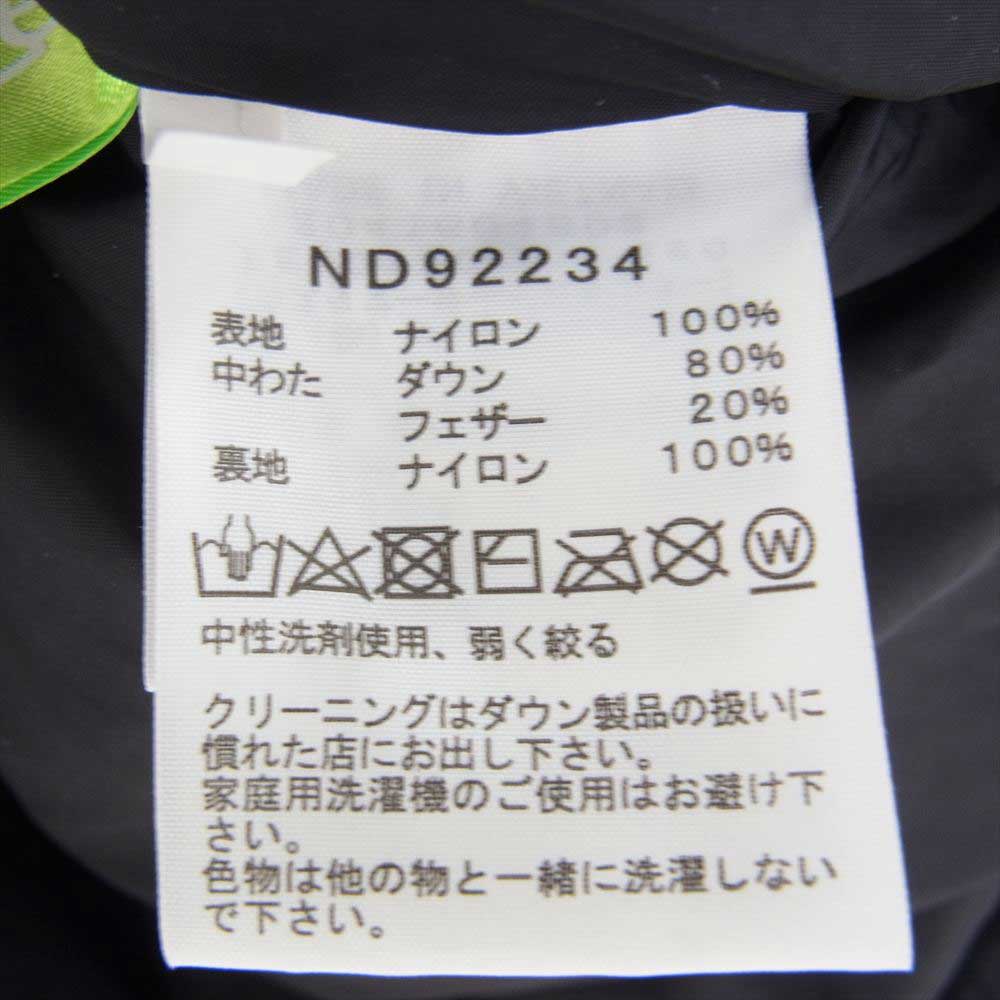 ND92234
表地 ナイロン 100%
中わた ダウン 80%
フェザー 20%
裏地 ナイロン 100%
W
中性洗剤使用、弱く絞る
クリーニングはダウン製品の扱いに
慣れた店にお出し下さい。
家庭用洗濯機のご使用はお避け下
さい。
色物は他の物と一緒に洗濯しない
で下さい。